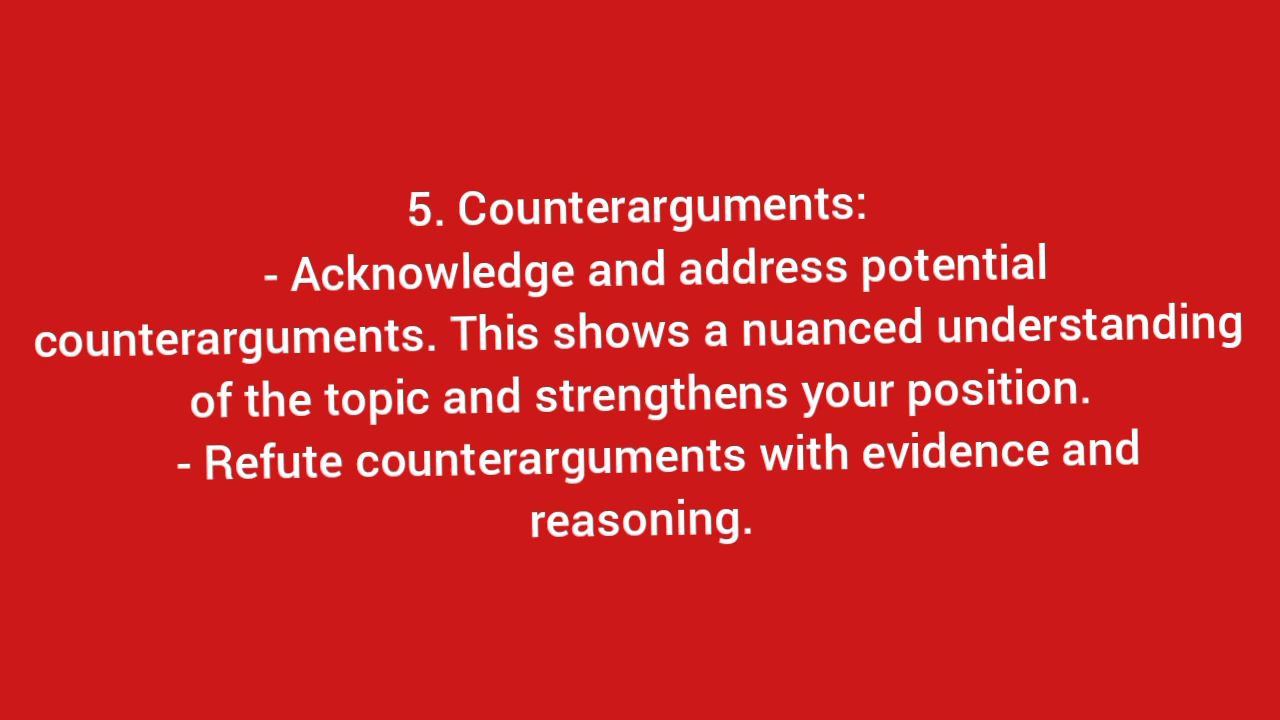 5. Counterarguments:
- Acknowledge and address potential
counterarguments. This shows a nuanced understanding
of the topic and strengthens your position.
- Refute counterarguments with evidence and
reasoning.